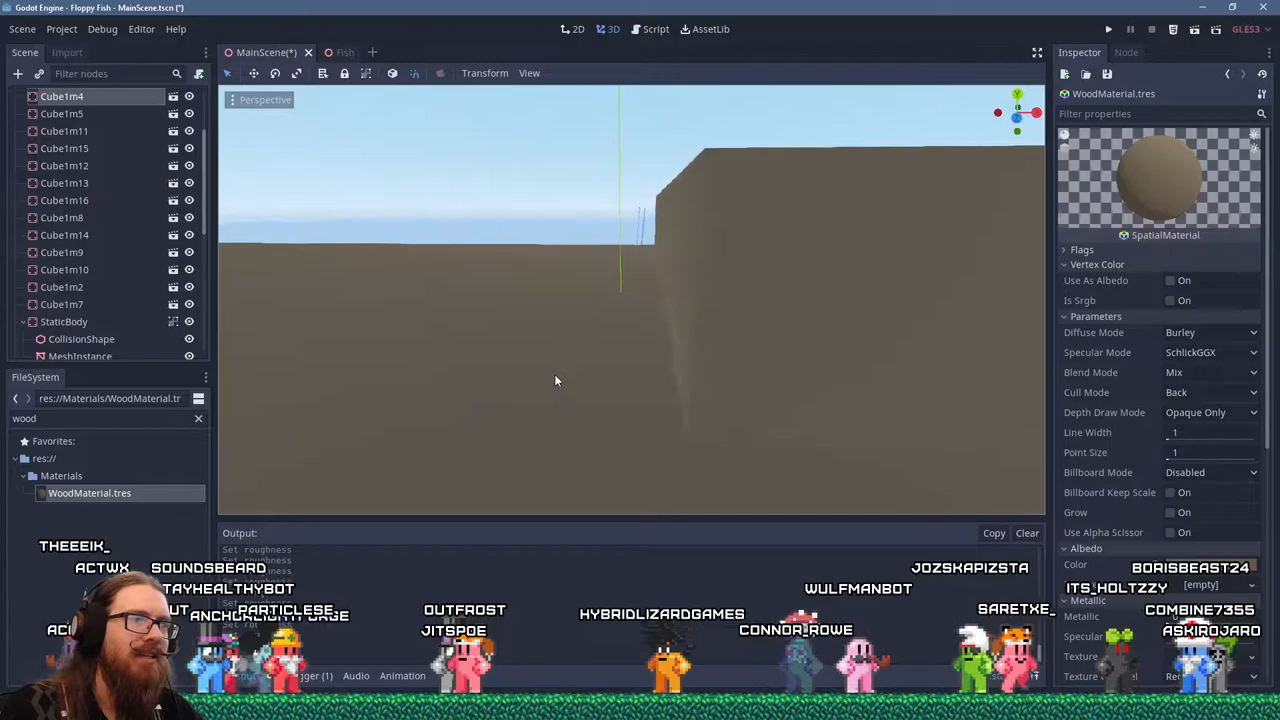 Godot Engine - Floppy Fish - MainScene.tscn (*)
Scene Project Debug Editor Help
2D 3D Script AssetLib
GLES3
Scene Import
MainScene(*) Fish
Inspector Node
Filter nodes
Transform View
WoodMaterial.tres
Filter properties
Perspective
Y
Z
Cube1m4
Cube1m5
Cube1m11
Cube1m15
Cube1m12
Cube1m13
Cube1m16
Cube1m8
Cube1m14
Cube1m9
Cube1m10
Cube1m2
Cube1m7
StaticBody
CollisionShape
MeshInstance
FileSystem
res://Materials/WoodMaterial.tr
wood
Favorites:
res://
Materials
WoodMaterial.tres
SpatialMaterial
Flags
Vertex Color
Use As Albedo On
Is Srgb On
Parameters
Diffuse Mode Burley
Specular Mode SchlickGGX
Blend Mode Mix
Cull Mode Back
Depth Draw Mode Opaque Only
Line Width 1
Point Size 1
Billboard Mode Disabled
Billboard Keep Scale On
Grow On
Use Alpha Scissor On
Albedo
Color
[empty]
Metallic
Metallic
Specular
Texture
Output: Copy Clear
Set roughness
Set roughness
Audio Animation
THEEEIK_
ACTWX SOUNDSBEARD
TAYHEALTHYBOT
OUTFROST
JITSPOE
HYBRIDLIZARDGAMES
WULFMANBOT
CONNOR_ROWE
JOZSKAPIZSTA
SARETXE_
BORISBEAST24
ITS_HOLTZZY
COMBINE7355
ASKIROJARO